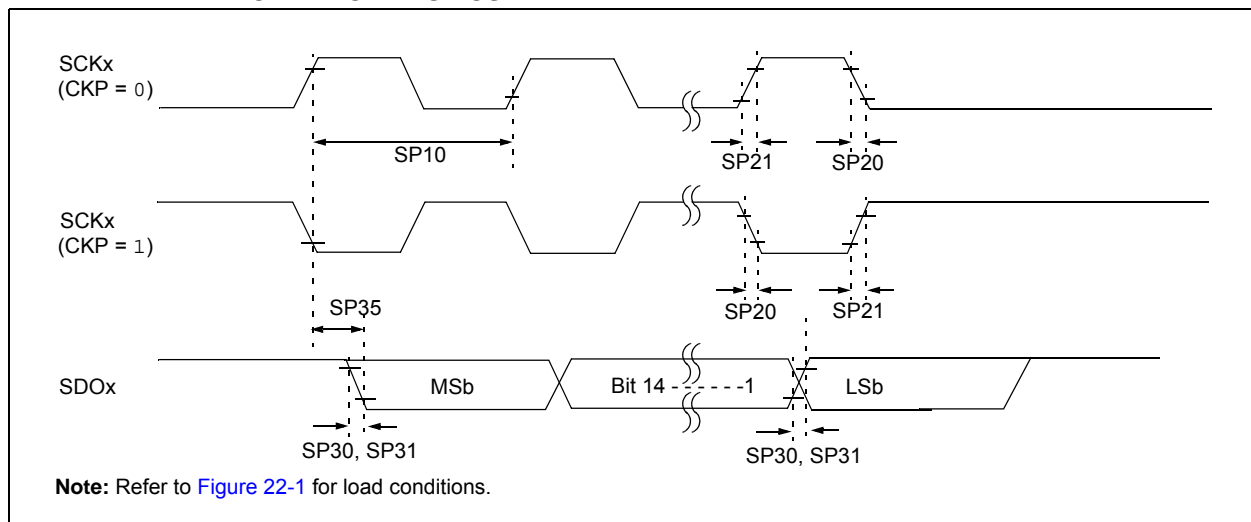 SCKx
(CKP = 0)
SP10
SP21
SP20
SCKx
(CKP = 1)
SP35
SP20
SP21
SDOx
MSb
Bit 14 - - - - - -1
LSb
SP30, SP31
SP30, SP31
Note: Refer to Figure 22-1 for load conditions.